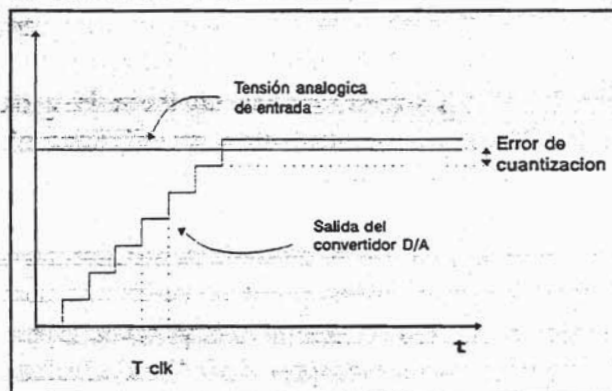 Tensión analogica
de entrada
Error de
cuantizacion
Salida del
convertidor D/A
t
T clk